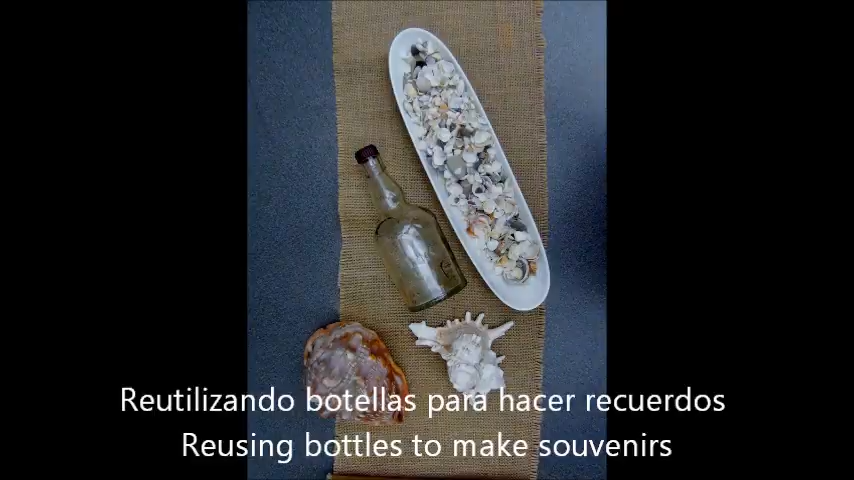 Reutilizando botellas para hacer recuerdos
Reusing bottles to make souvenirs